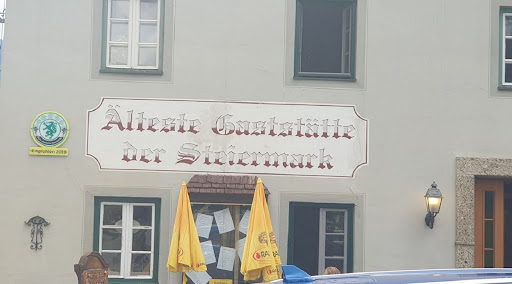 Älteste Gaststätte
der Steiermark